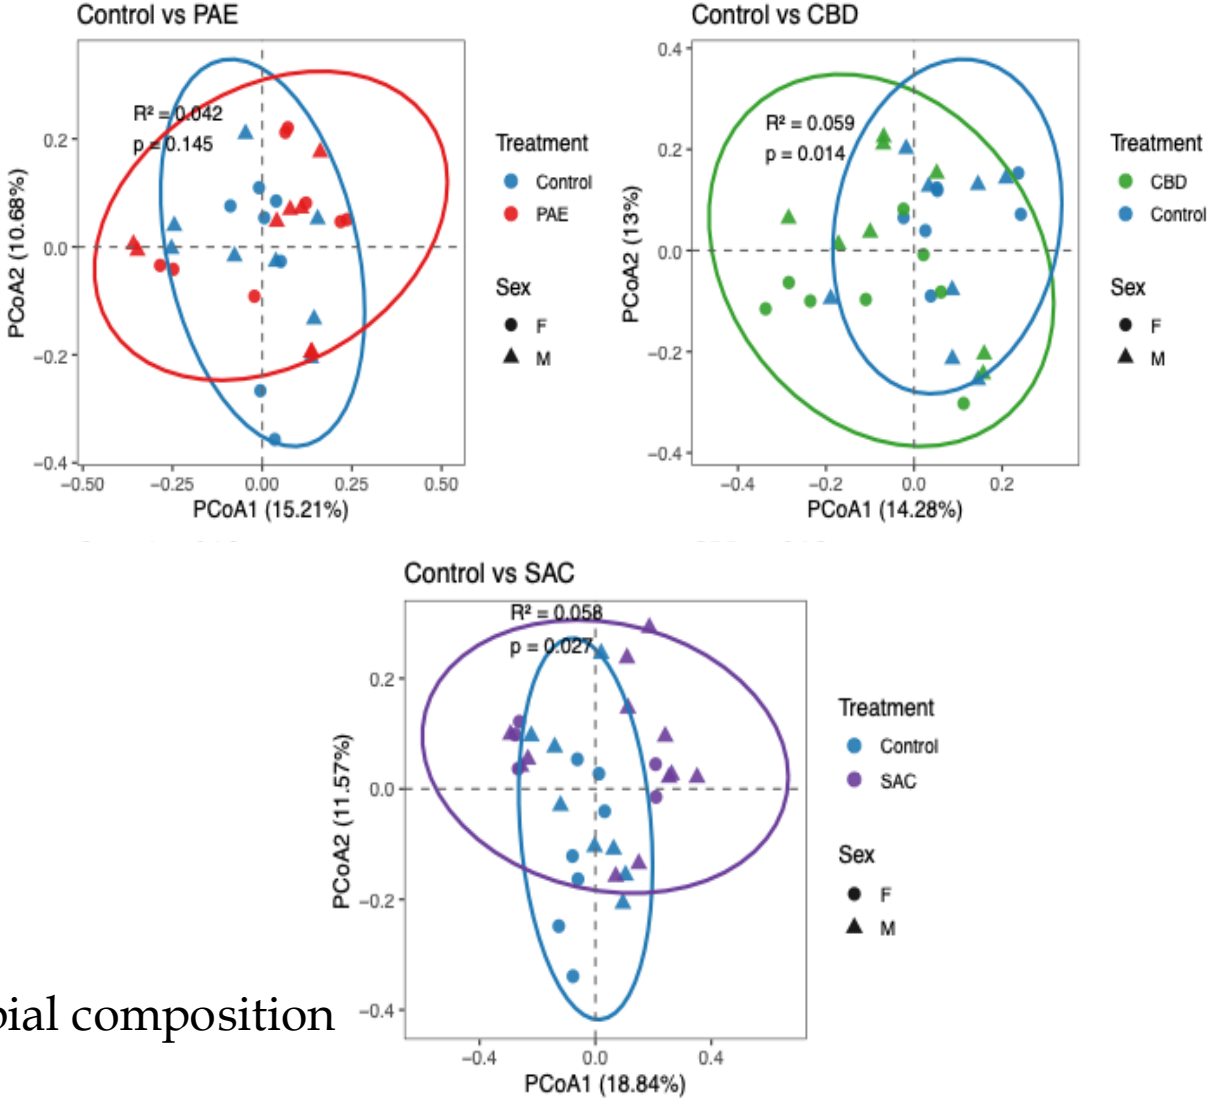 Control vs PAE
R² = 0.042
p = 0.145
0.2
0.0
−0.2
−0.4
−0.50 −0.25 0.00 0.25 0.50
PCoA1 (15.21%)
PCoA2 (10.68%)
Treatment
Control
PAE
Sex
F
M
Control vs CBD
R² = 0.059
p = 0.014
0.4
0.2
0.0
−0.2
−0.4
−0.4 −0.2 0.0 0.2
PCoA1 (14.28%)
PCoA2 (13%)
Treatment
CBD
Control
Sex
F
M
Control vs SAC
R² = 0.058
p = 0.027
0.2
0.0
−0.2
−0.4
−0.4 0.0 0.4
PCoA1 (18.84%)
PCoA2 (11.57%)
Treatment
Control
SAC
Sex
F
M
bial composition